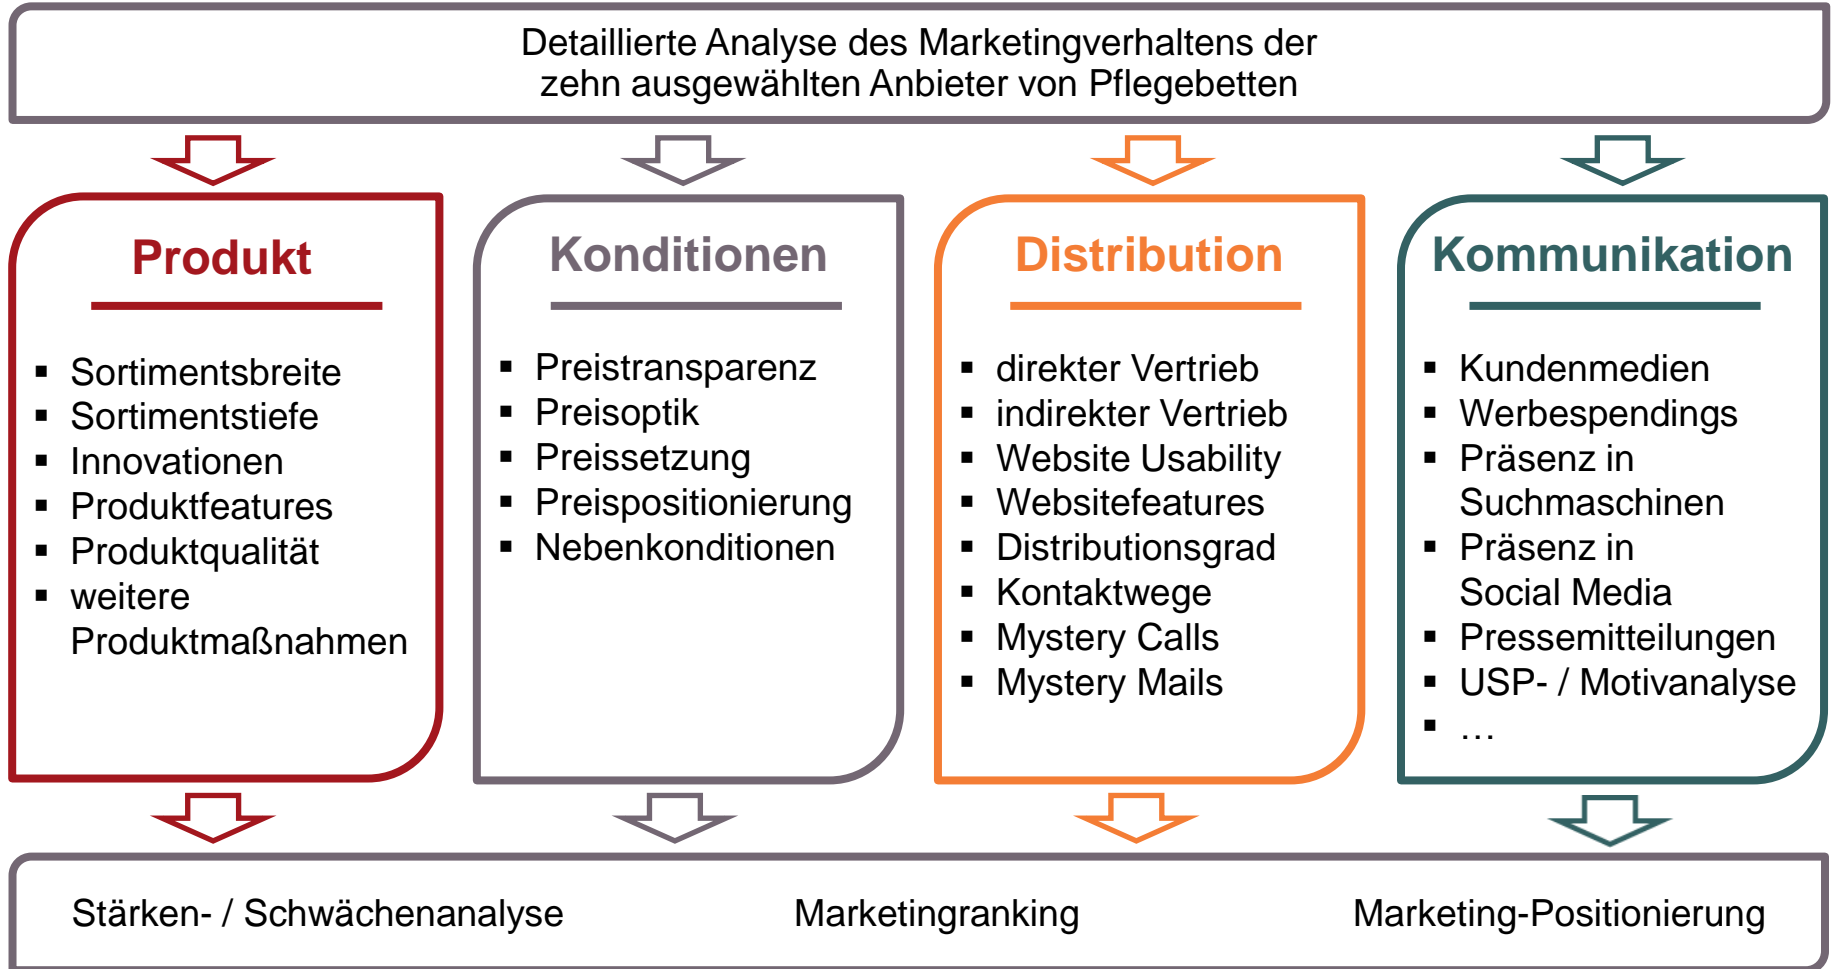 Detaillierte Analyse des Marketingverhaltens der
zehn ausgewählten Anbieter von Pflegebetten
Produkt
▪ Sortimentsbreite
▪ Sortimentstiefe
▪ Innovationen
▪ Produktfeatures
▪ Produktqualität
▪ weitere
Produktmaßnahmen
Konditionen
▪ Preistransparenz
▪ Preisoptik
▪ Preissetzung
▪ Preispositionierung
▪ Nebenkonditionen
Distribution
▪ direkter Vertrieb
▪ indirekter Vertrieb
▪ Website Usability
▪ Websitefeatures
▪ Distributionsgrad
▪ Kontaktwege
▪ Mystery Calls
▪ Mystery Mails
Kommunikation
▪ Kundenmedien
▪ Werbespendings
▪ Präsenz in
Suchmaschinen
▪ Präsenz in
Social Media
▪ Pressemitteilungen
▪ USP- / Motivanalyse
▪ …
Stärken- / Schwächenanalyse
Marketingranking
Marketing-Positionierung